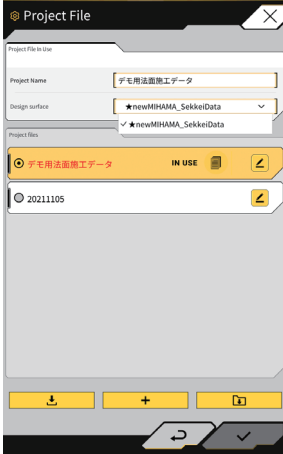 Project File
Project File In Use
Project Name
デモ用法面施工データ
Design surface
★newMIHAMA_SekkeiData
★newMIHAMA_SekkeiData
Project files
デモ用法面施工データ
IN USE
20211105